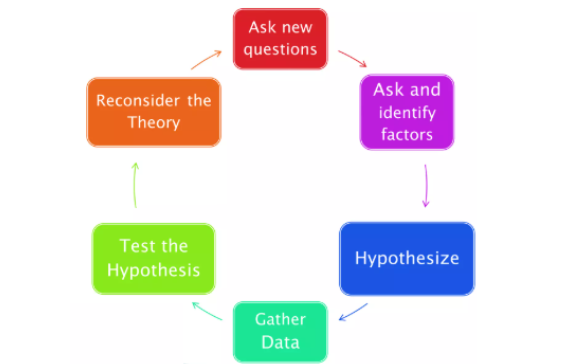 Ask new
questions
Ask and
identify
factors
Hypothesize
Gather
Data
Test the
Hypothesis
Reconsider the
Theory